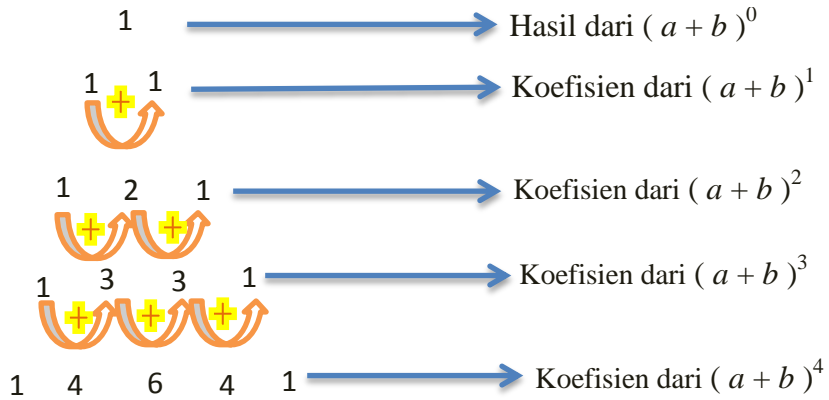 1 Hasil dari ( a + b )^0
1 + 1 Koefisien dari ( a + b )^1
1 2 1 Koefisien dari ( a + b )^2
+ +
1 3 3 1 Koefisien dari ( a + b )^3
+ + +
1 4 6 4 1 Koefisien dari ( a + b )^4